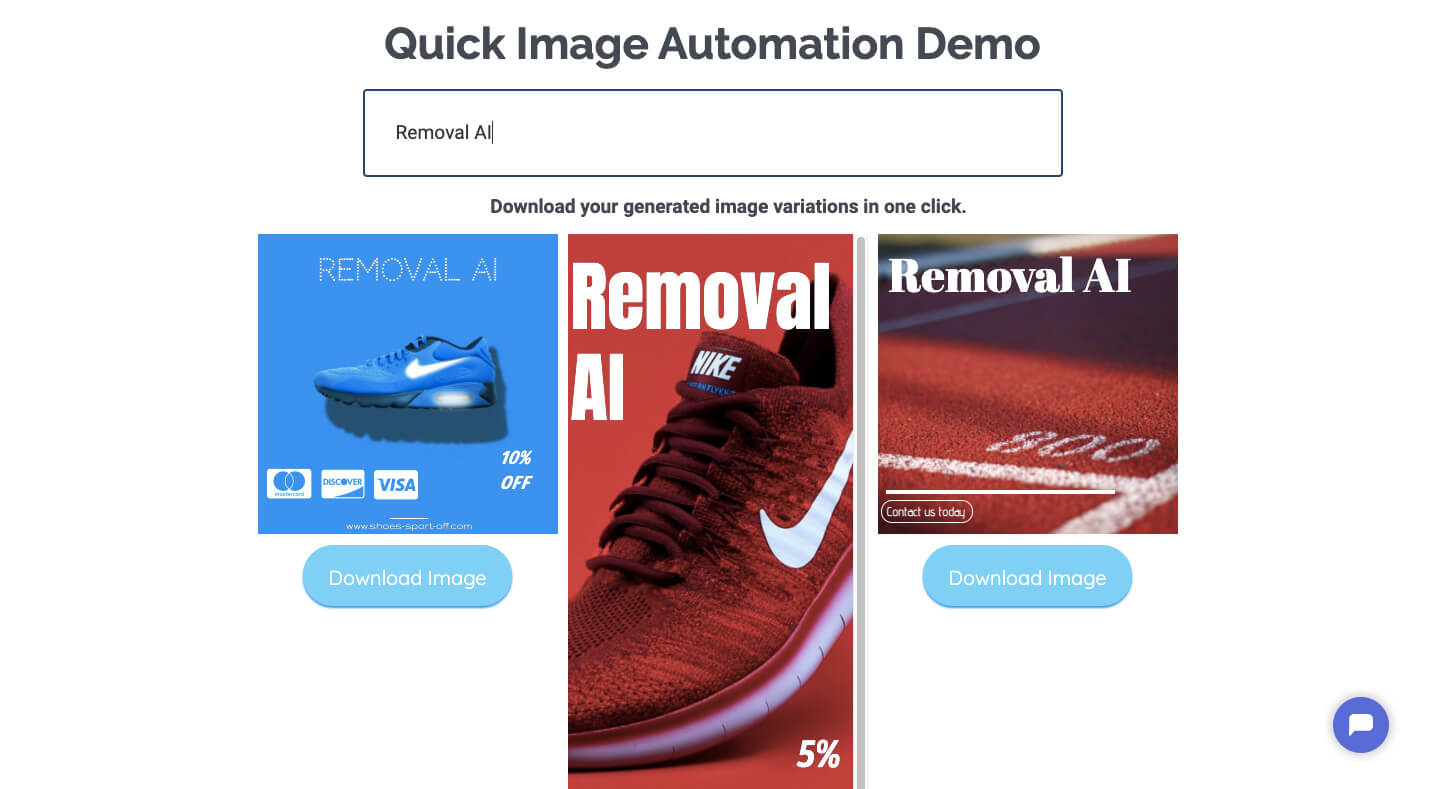 Quick Image Automation Demo
Removal AI
Download your generated image variations in one click.
REMOVAL AI
mastercard
DISCOVER
VISA
10%
OFF
www.shoes-sport-off.com
Download Image
Removal
AI
NIKE
5%
Removal AI
800
Contact us today
Download Image